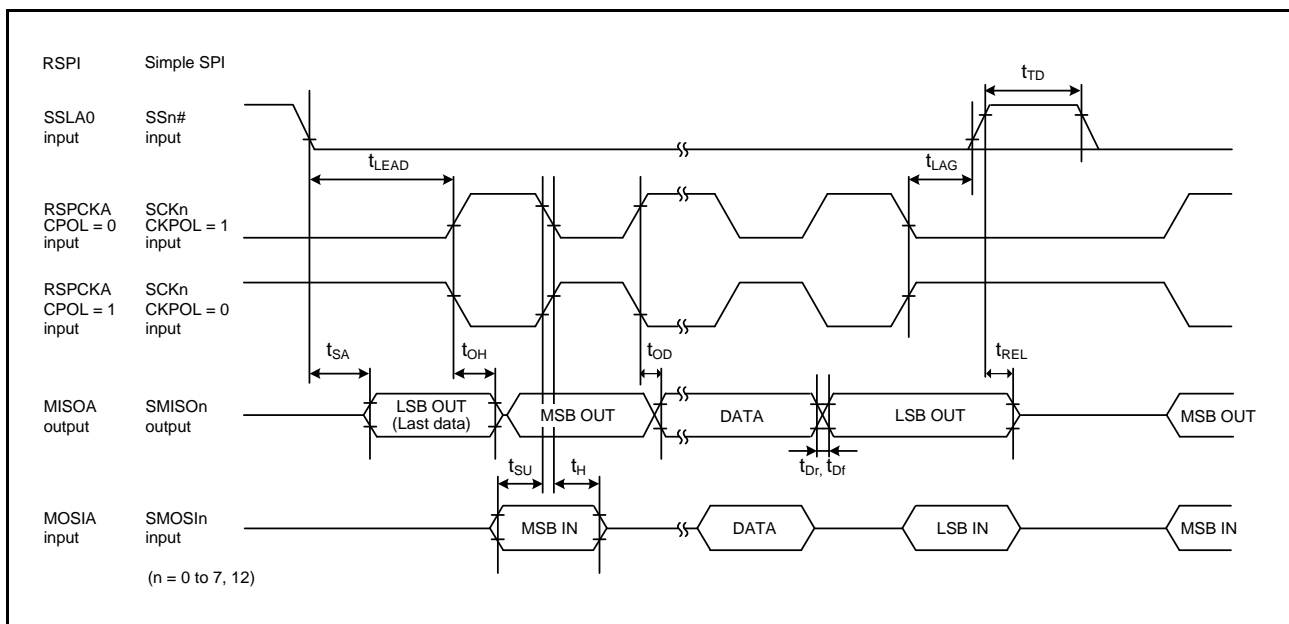 RSPI Simple SPI
tTD
SSLA0 SSn#
input input
tLEAD
tLAG
RSPCKA SCKn
CPOL = 0 CKPOL = 1
input input
RSPCKA SCKn
CPOL = 1 CKPOL = 0
input input
tSA tOH tOD tREL
MISOA SMISOn
output output
LSB OUT
(Last data)
MSB OUT DATA LSB OUT MSB OUT
tSU tH tDr, tDf
MOSIA SMOSIn
input input
MSB IN DATA LSB IN MSB IN
(n = 0 to 7, 12)